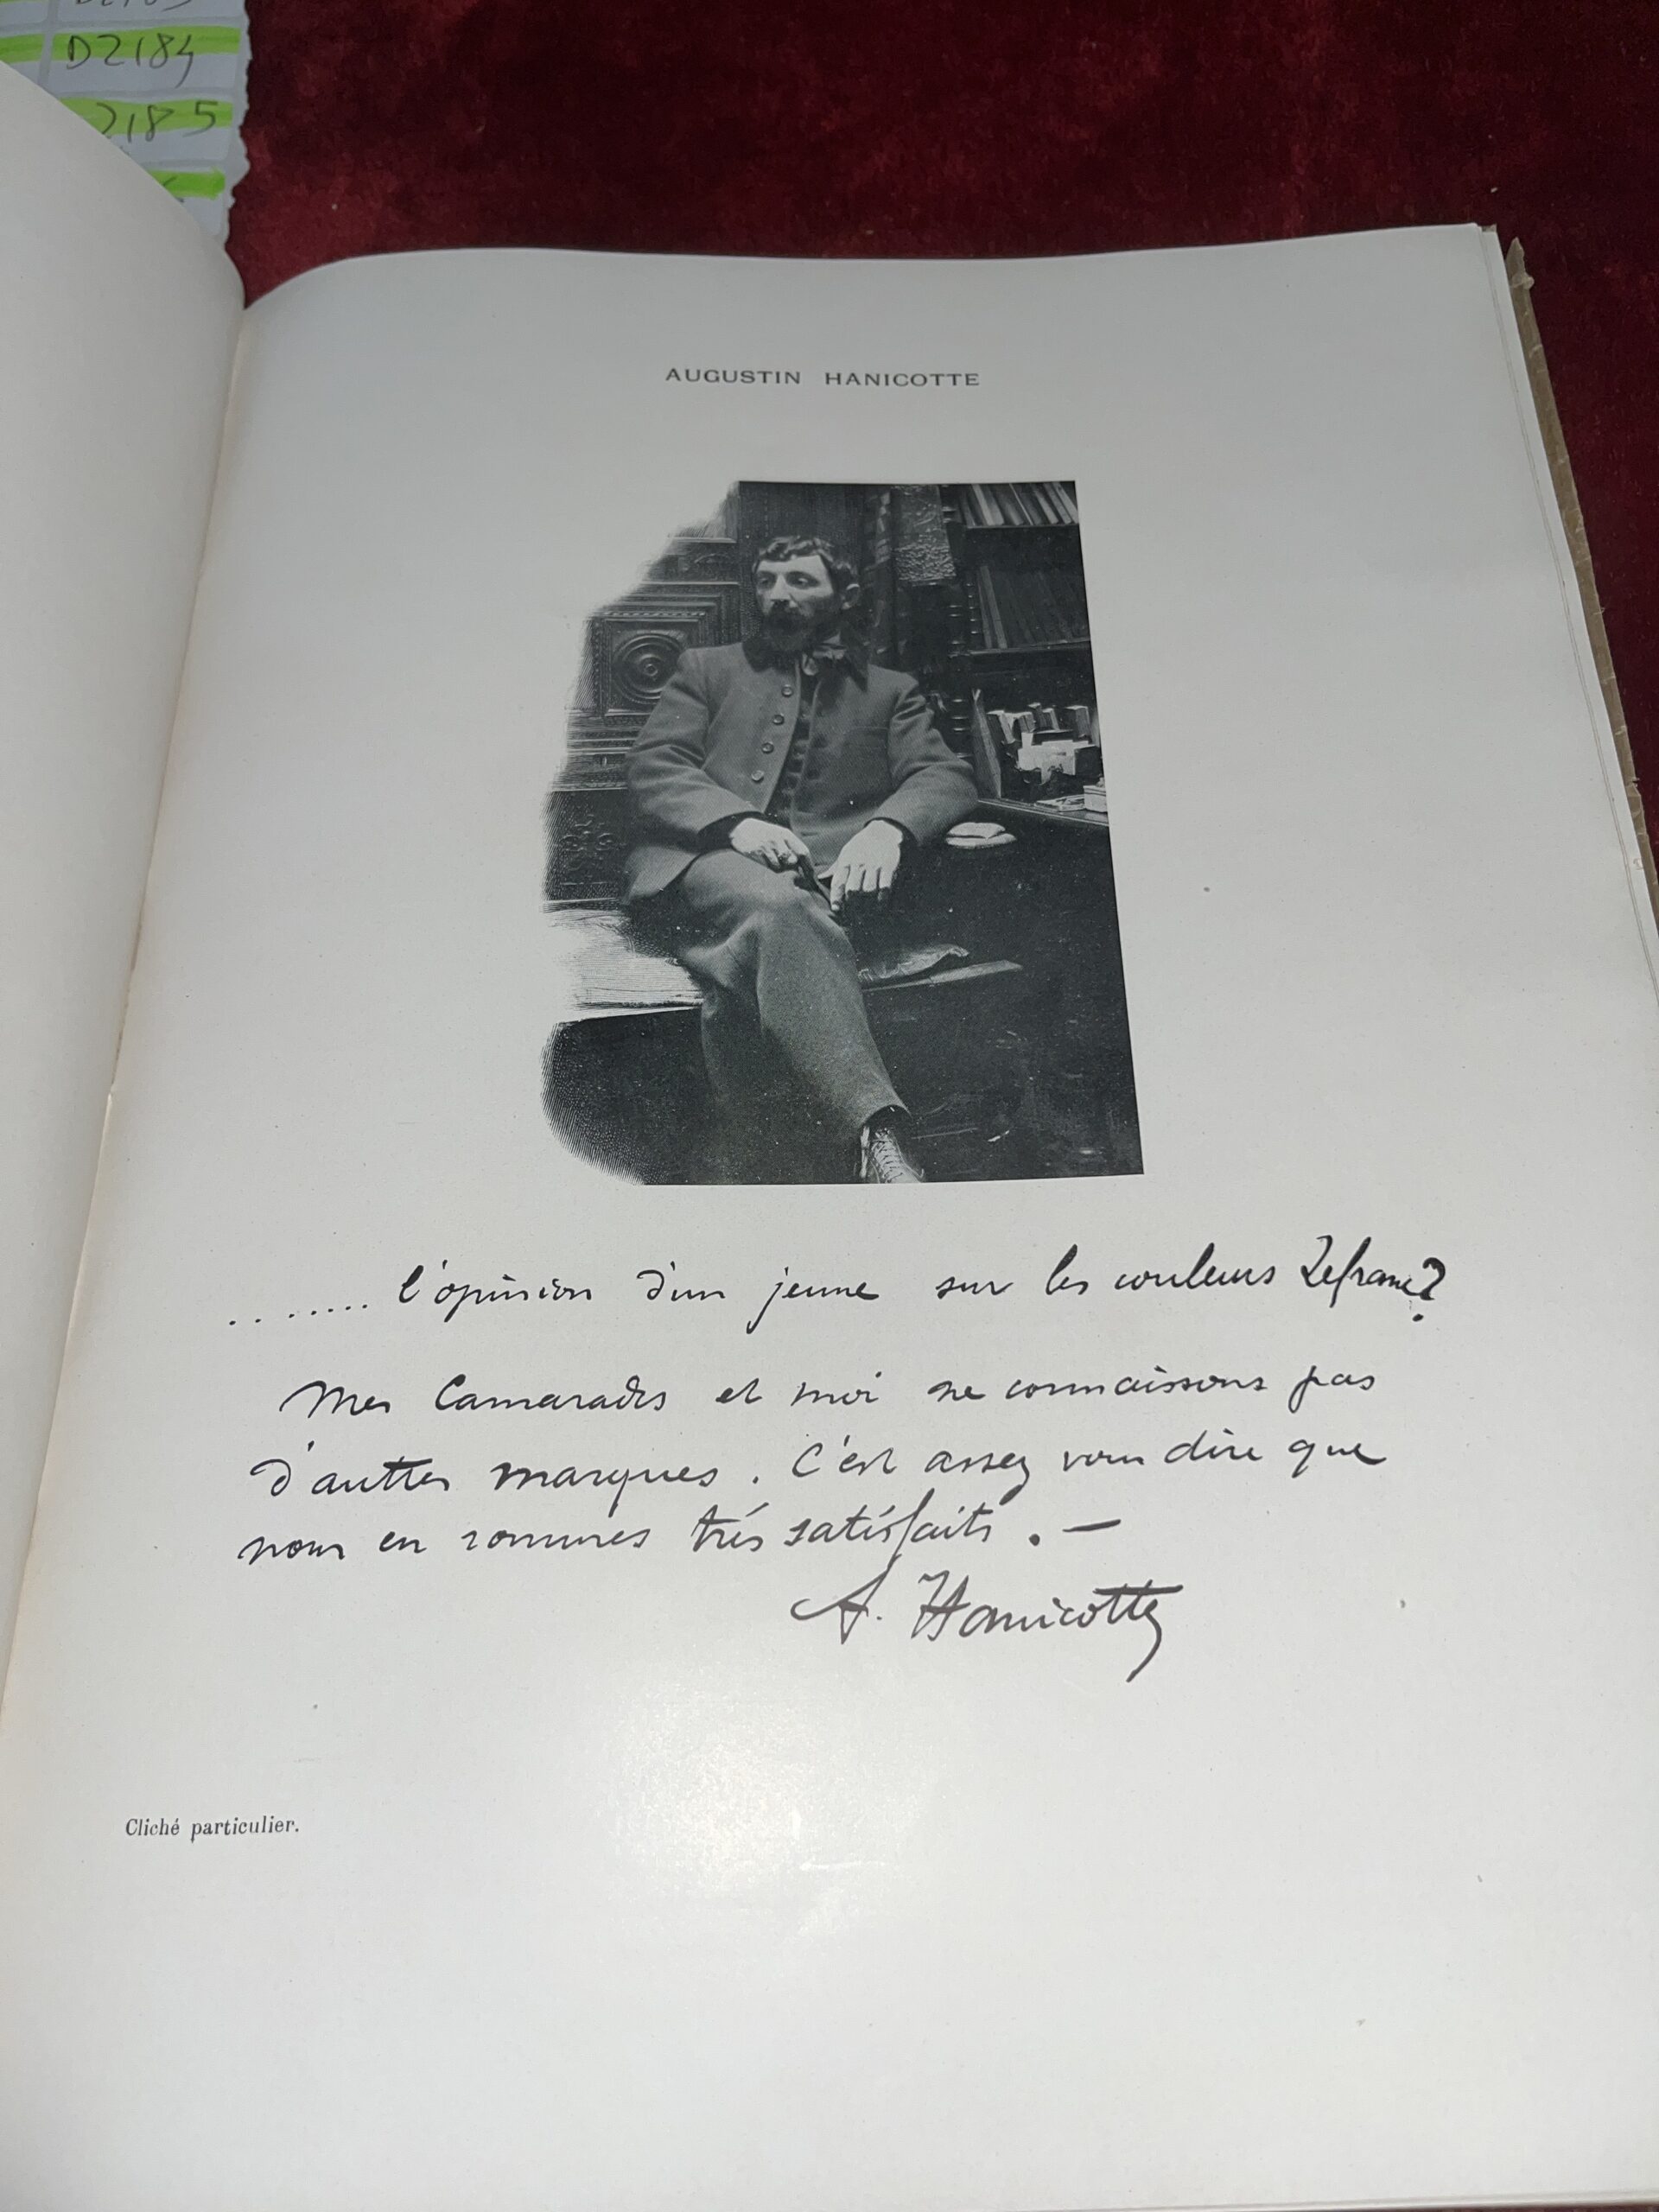 D2184
2185
AUGUSTIN HANICOTTE
....... l'opinion d'un jeune sur les couleurs Lefranc?
Mes Camarades et moi ne connaissons pas
d'autres marques. C'est assez vous dire que
nous en sommes très satisfaits. —
A. Hanicotte
Cliché particulier.